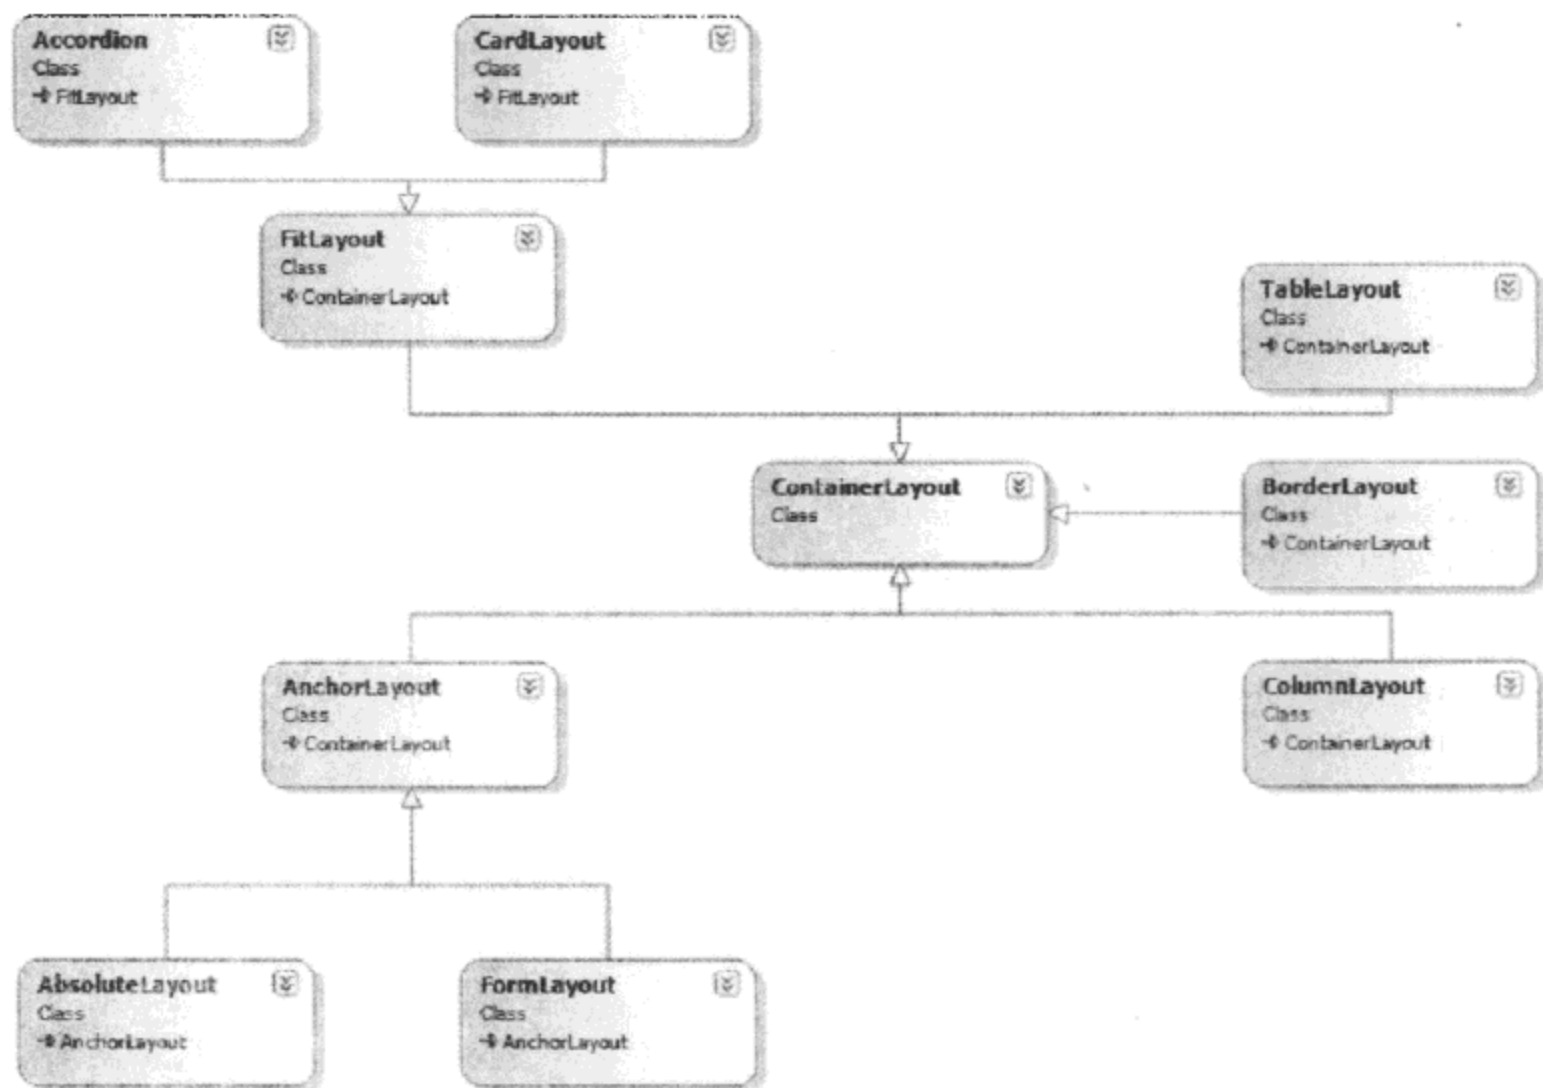 Accordion
Class
FitLayout
CardLayout
Class
FitLayout
FitLayout
Class
ContainerLayout
TableLayout
Class
ContainerLayout
ContainerLayout
Class
BorderLayout
Class
ContainerLayout
AnchorLayout
Class
ContainerLayout
ColumnLayout
Class
ContainerLayout
AbsoluteLayout
Class
AnchorLayout
FormLayout
Class
AnchorLayout